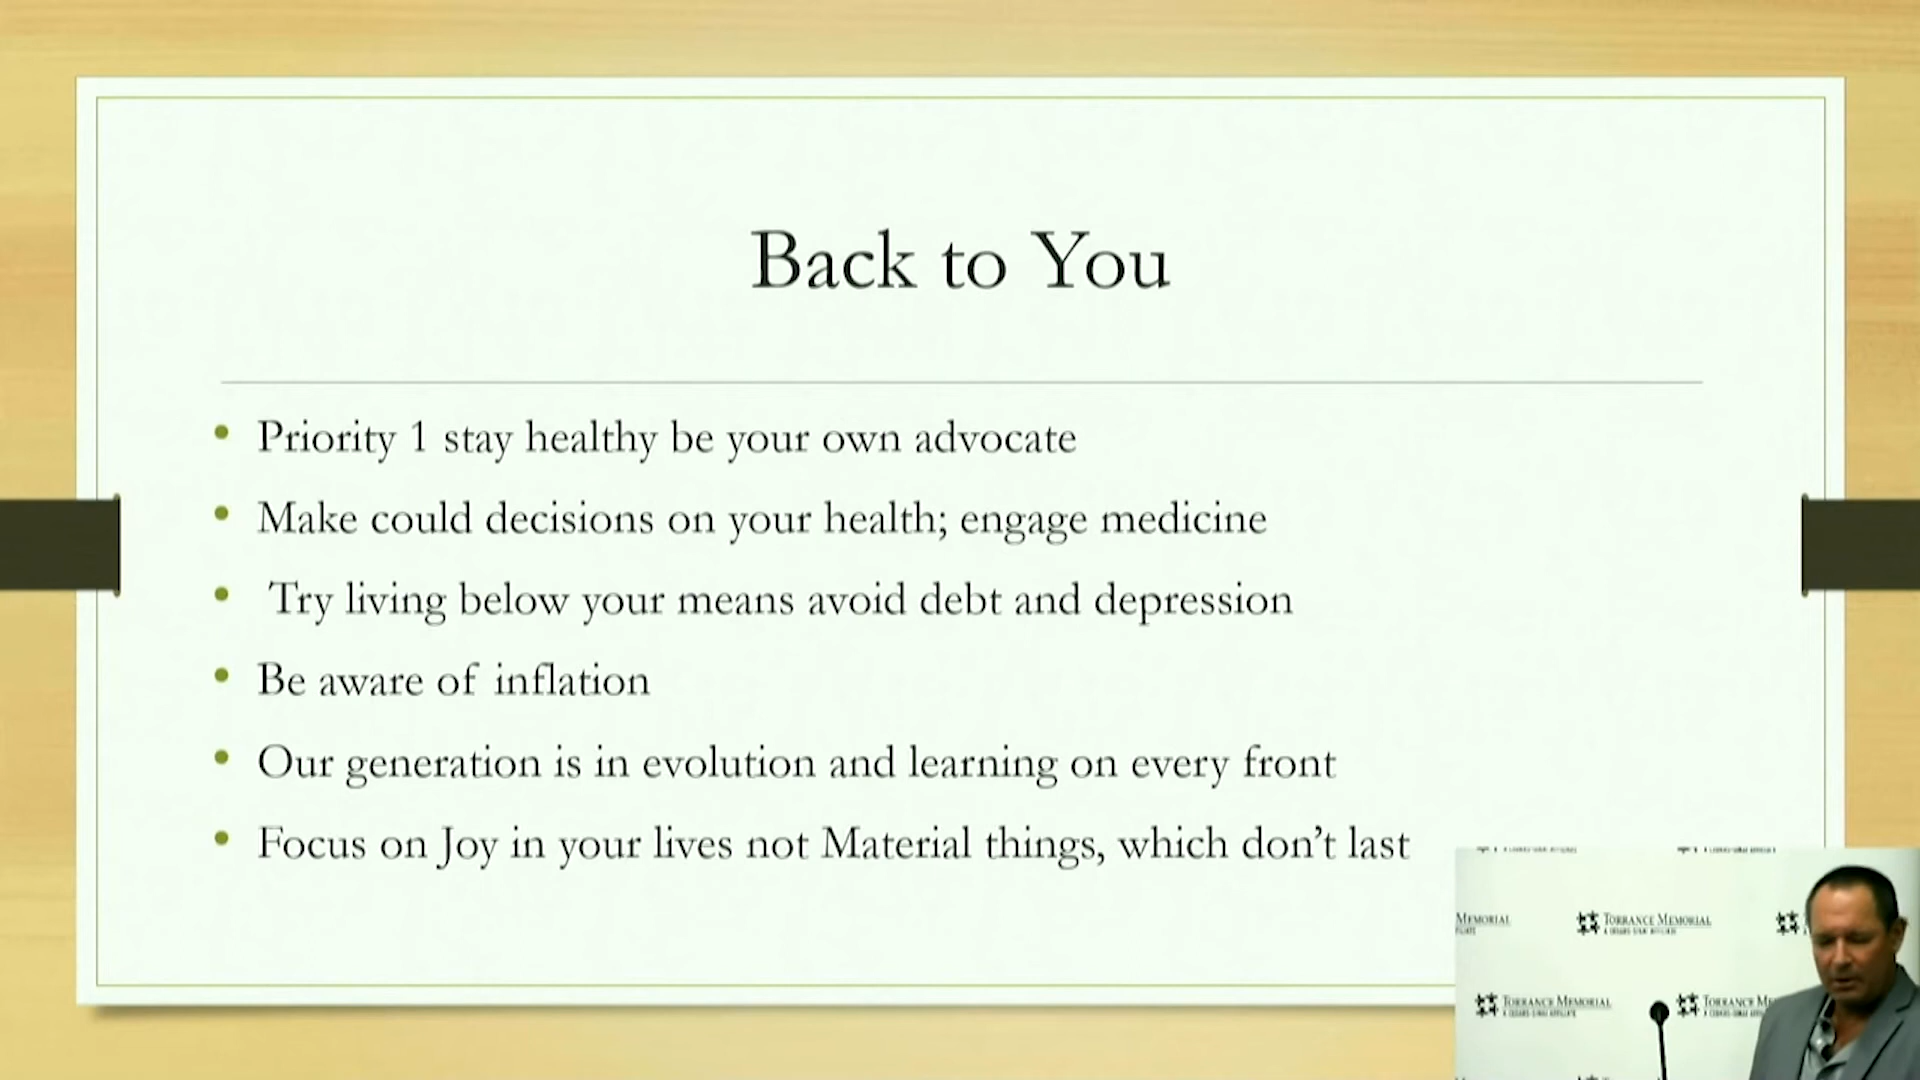 Back to You
• Priority 1 stay healthy be your own advocate
• Make could decisions on your health; engage medicine
• Try living below your means avoid debt and depression
• Be aware of inflation
• Our generation is in evolution and learning on every front
• Focus on Joy in your lives not Material things, which don't last
MEMORIAL TORRANCE MEMORIAL
TORRANCE MEMORIAL TORRANCE